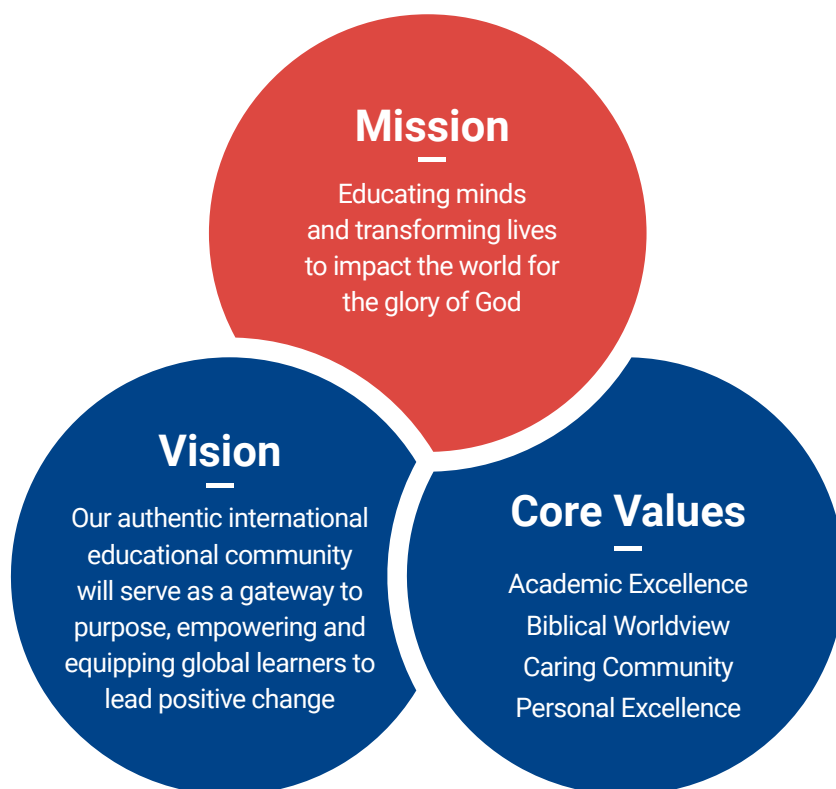 Mission
Educating minds
and transforming lives
to impact the world for
the glory of God
Vision
Our authentic international
educational community
will serve as a gateway to
purpose, empowering and
equipping global learners to
lead positive change
Core Values
Academic Excellence
Biblical Worldview
Caring Community
Personal Excellence